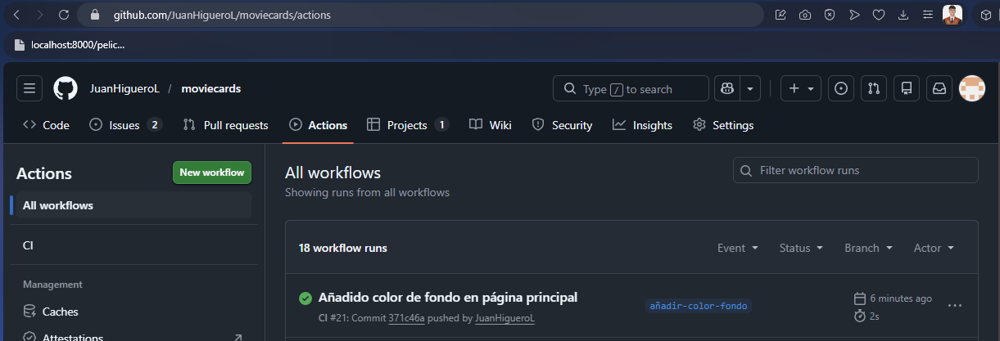 github.com/JuanHigueroL/moviecards/actions
localhost:8000/pelic...
JuanHigueroL / moviecards
Type / to search
Code
Issues 2
Pull requests
Actions
Projects 1
Wiki
Security
Insights
Settings
Actions
New workflow
All workflows
CI
Management
Caches
Attestations
All workflows
Showing runs from all workflows
Filter workflow runs
18 workflow runs
Event
Status
Branch
Actor
Añadido color de fondo en página principal
CI #21: Commit 371c46a pushed by JuanHigueroL
añadir-color-fondo
6 minutes ago
2s